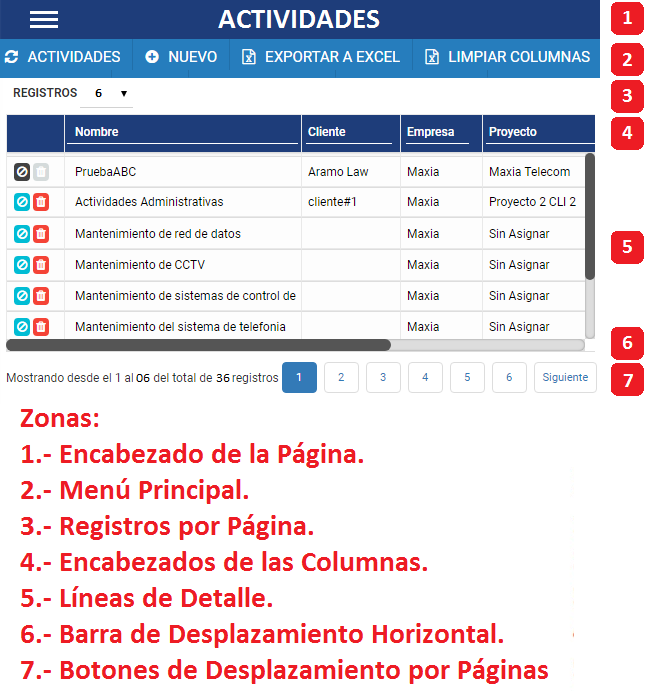 ACTIVIDADES 1
ACTIVIDADES NUEVO EXPORTAR A EXCEL LIMPIAR COLUMNAS 2
REGISTROS 6 3
Nombre Cliente Empresa Proyecto 4
PruebaABC Aramo Law Maxia Maxia Telecom
Actividades Administrativas cliente#1 Maxia Proyecto 2 CLI 2
Mantenimiento de red de datos Maxia Sin Asignar 5
Mantenimiento de CCTV Maxia Sin Asignar
Mantenimiento de sistemas de control de Maxia Sin Asignar
Mantenimiento del sistema de telefonia Maxia Sin Asignar
6
Mostrando desde el 1 al 06 del total de 36 registros 1 2 3 4 5 6 Siguiente 7
Zonas:
1.- Encabezado de la Página.
2.- Menú Principal.
3.- Registros por Página.
4.- Encabezados de las Columnas.
5.- Líneas de Detalle.
6.- Barra de Desplazamiento Horizontal.
7.- Botones de Desplazamiento por Páginas